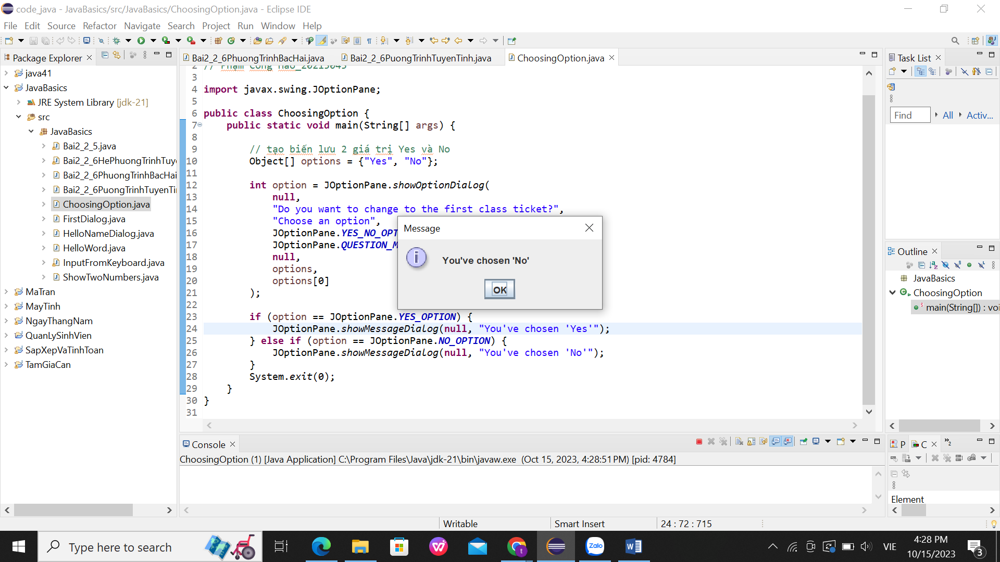 code_java - JavaBasics/src/JavaBasics/ChoosingOption.java - Eclipse IDE
File Edit Source Refactor Navigate Search Project Run Window Help
Package Explorer
java41
JavaBasics
JRE System Library [jdk-21]
src
JavaBasics
Bai2_2_5.java
Bai2_2_6HePhuongTrinhTuye
Bai2_2_6PhuongTrinhBacHai
Bai2_2_6PuongTrinhTuyenTi
ChoosingOption.java
FirstDialog.java
HelloNameDialog.java
HelloWord.java
InputFromKeyboard.java
ShowTwoNumbers.java
MaTran
MayTinh
NgayThangNam
QuanLySinhVien
SapXepVaTinhToan
TamGiaCan
Bai2_2_6PhuongTrinhBacHai.java
Bai2_2_6PuongTrinhTuyenTinh.java
ChoosingOption.java
3
4 import javax.swing.JOptionPane;
5
6 public class ChoosingOption {
7 public static void main(String[] args) {
8
9 // tạo biến lưu 2 giá trị Yes và No
10 Object[] options = {"Yes", "No"};
11
12 int option = JOptionPane.showOptionDialog(
13 null,
14 "Do you want to change to the first class ticket?",
15 "Choose an option",
16 JOptionPane.YES_NO_OPT
17 JOptionPane.QUESTION_M
18 null,
19 options,
20 options[0]
21 );
22
23 if (option == JOptionPane.YES_OPTION) {
24 JOptionPane.showMessageDialog(null, "You've chosen 'Yes'");
25 } else if (option == JOptionPane.NO_OPTION) {
26 JOptionPane.showMessageDialog(null, "You've chosen 'No'");
27 }
28 System.exit(0);
29 }
30 }
31
Message
You've chosen 'No'
OK
Console
ChoosingOption (1) [Java Application] C:\Program Files\Java\jdk-21\bin\javaw.exe (Oct 15, 2023, 4:28:51 PM) [pid: 4784]
Task List
Find All Activ...
Outline
JavaBasics
ChoosingOption
main(String[]) : voi
P C
Element
Writable Smart Insert 24 : 72 : 715
Type here to search
Zalo
VIE
4:28 PM
10/15/2023
3